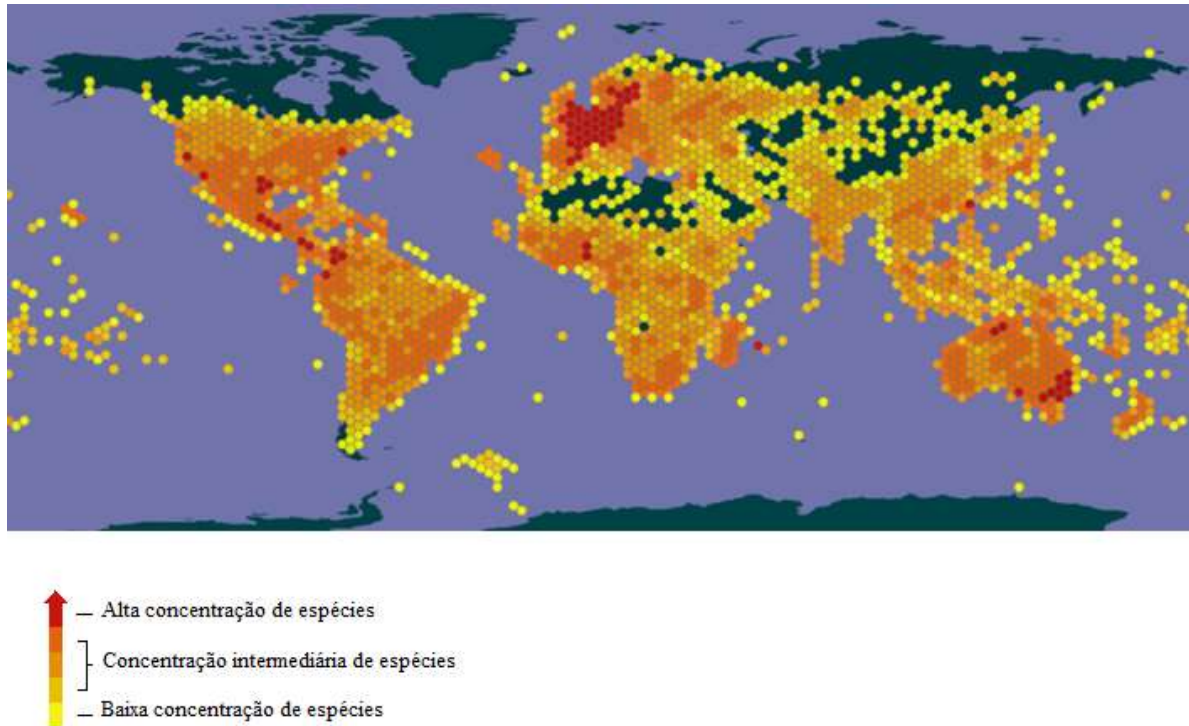 Alta concentração de espécies
Concentração intermediária de espécies
Baixa concentração de espécies